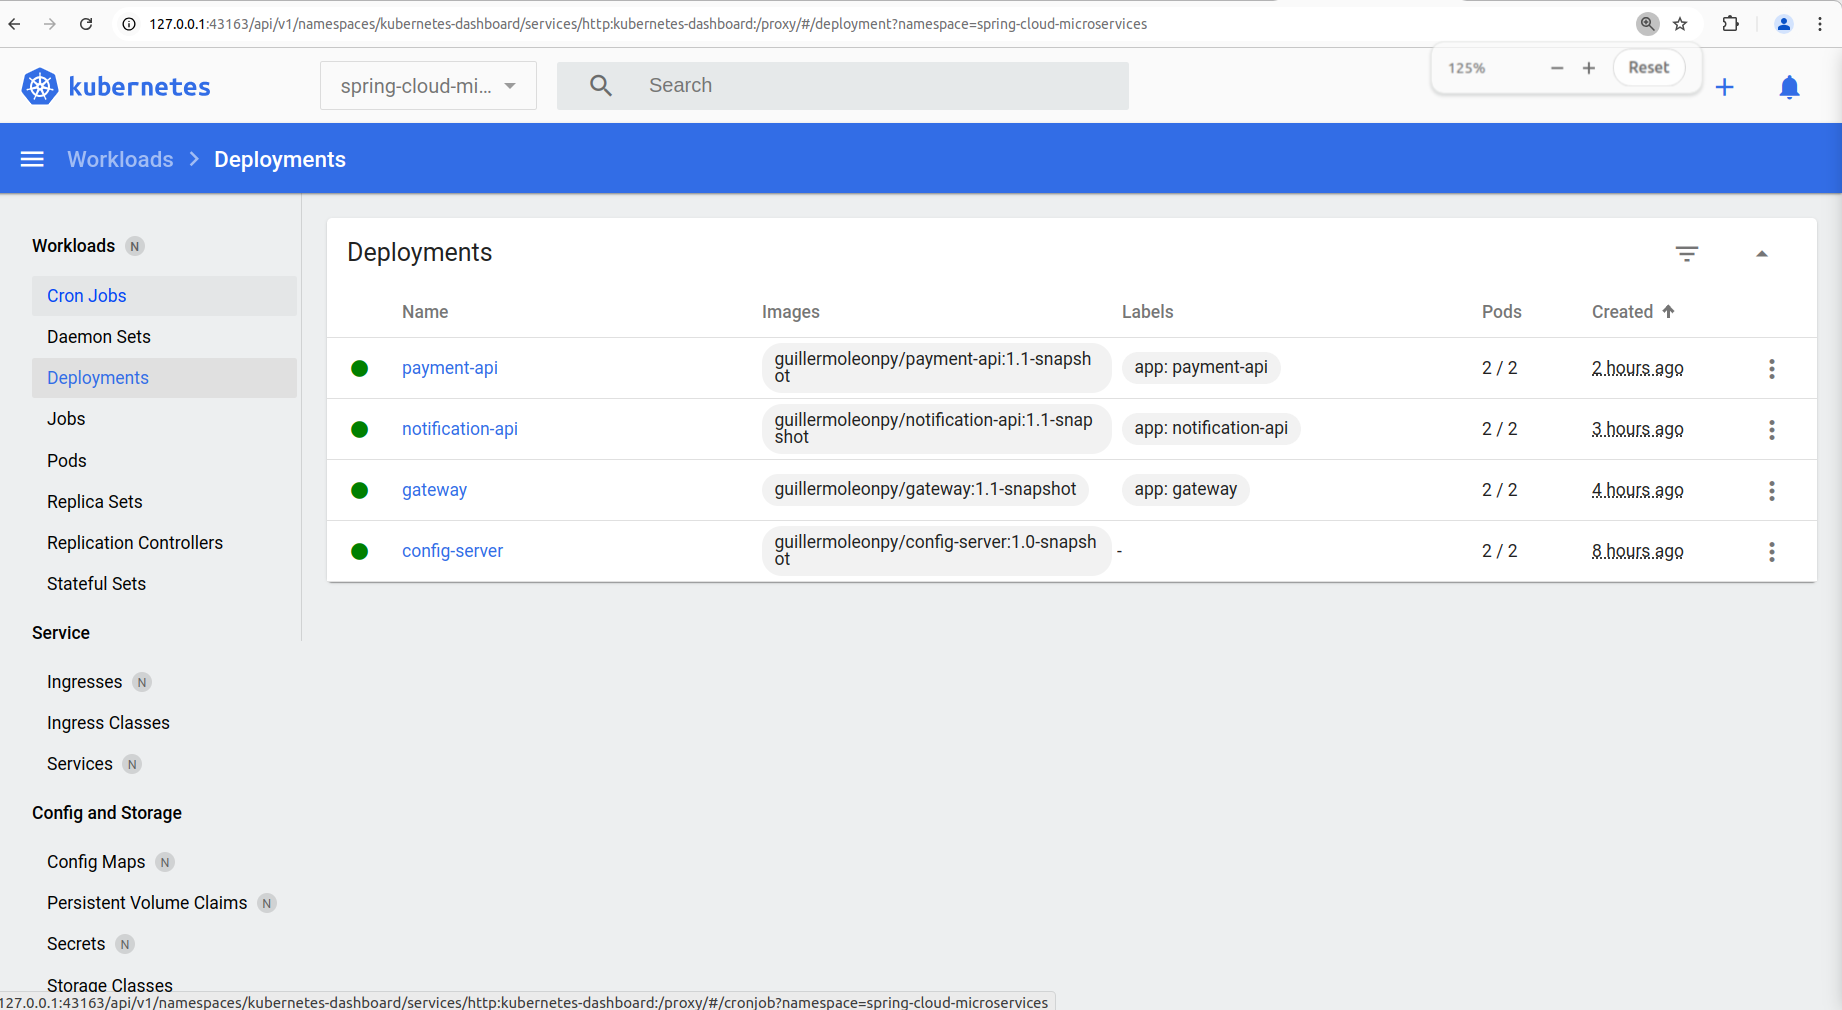 127.0.0.1:43163/api/v1/namespaces/kubernetes-dashboard/services/http:kubernetes-dashboard:/proxy/#/deployment?namespace=spring-cloud-microservices
kubernetes
spring-cloud-mi...
Search
125%
Reset
Workloads
Deployments
Workloads N
Cron Jobs
Daemon Sets
Deployments
Jobs
Pods
Replica Sets
Replication Controllers
Stateful Sets
Service
Ingresses N
Ingress Classes
Services N
Config and Storage
Config Maps N
Persistent Volume Claims N
Secrets N
Storage Classes
Deployments
Name Images Labels Pods Created
payment-api guillermoleonpy/payment-api:1.1-snapsh app: payment-api 2 / 2 2 hours ago
ot
notification-api guillermoleonpy/notification-api:1.1-snap app: notification-api 2 / 2 3 hours ago
shot
gateway guillermoleonpy/gateway:1.1-snapshot app: gateway 2 / 2 4 hours ago
config-server guillermoleonpy/config-server:1.0-snapsh - 2 / 2 8 hours ago
ot
127.0.0.1:43163/api/v1/namespaces/kubernetes-dashboard/services/http:kubernetes-dashboard:/proxy/#/cronjob?namespace=spring-cloud-microservices